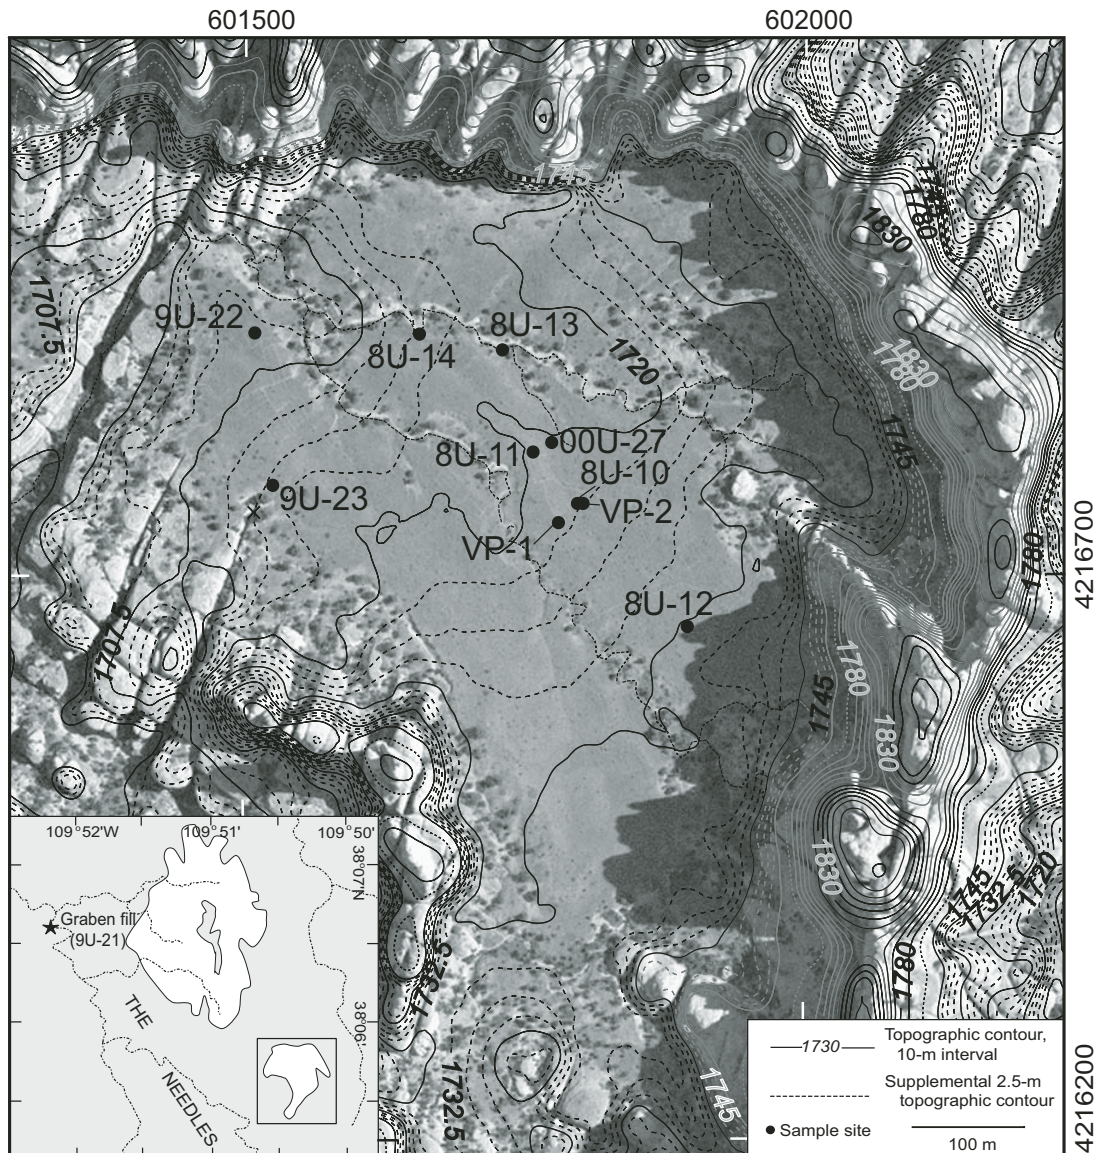 601500 602000
1745
1745
1780
1830
1707.5
9U-22
8U-14
8U-13
1720
1830
1780
1745
8U-11
00U-27
8U-10
VP-2
VP-1
9U-23
4216700
1780
8U-12
1707.5
1745
1780
1830
1830
1745
1732.5
1720
1780
1732.5
1732.5
1745
4216200
109°52'W 109°51' 109°50'
38°07'N
Graben fill
(9U-21)
38°06'
THE
NEEDLES
1730 Topographic contour,
10-m interval
Supplemental 2.5-m
topographic contour
Sample site
100 m